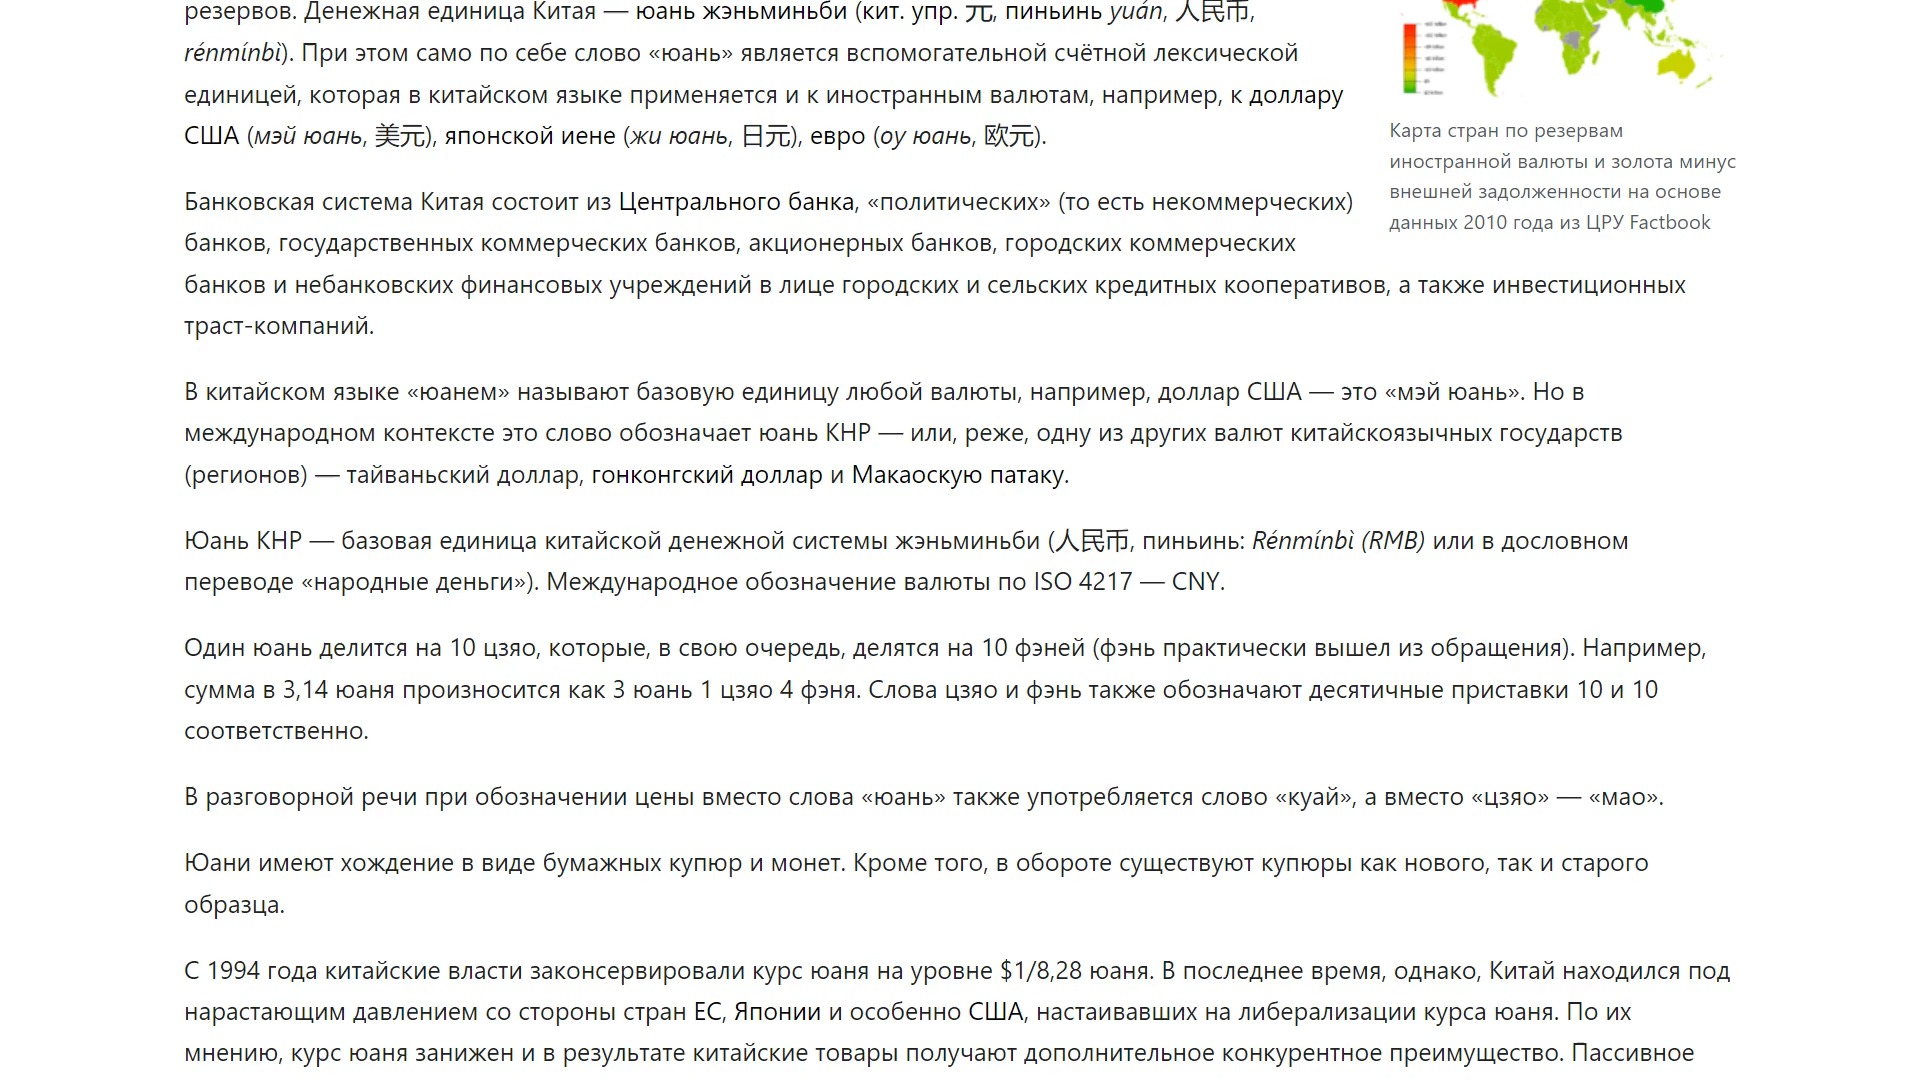 резервов. Денежная единица Китая — юань жэньминьби (кит. упр. 元, пиньинь yuán, 人民币,
rénmínbì). При этом само по себе слово «юань» является вспомогательной счётной лексической
единицей, которая в китайском языке применяется и к иностранным валютам, например, к доллару
США (мэй юань, 美元), японской иене (жи юань, 日元), евро (оу юань, 欧元).
Карта стран по резервам
иностранной валюты и золота минус
внешней задолженности на основе
данных 2010 года из ЦРУ Factbook
Банковская система Китая состоит из Центрального банка, «политических» (то есть некоммерческих)
банков, государственных коммерческих банков, акционерных банков, городских коммерческих
банков и небанковских финансовых учреждений в лице городских и сельских кредитных кооперативов, а также инвестиционных
траст-компаний.
В китайском языке «юанем» называют базовую единицу любой валюты, например, доллар США — это «мэй юань». Но в
международном контексте это слово обозначает юань КНР — или, реже, одну из других валют китайскоязычных государств
(регионов) — тайваньский доллар, гонконгский доллар и Макаоскую патаку.
Юань КНР — базовая единица китайской денежной системы жэньминьби (人民币, пиньинь: Rénmínbì (RMB) или в дословном
переводе «народные деньги»). Международное обозначение валюты по ISO 4217 — CNY.
Один юань делится на 10 цзяо, которые, в свою очередь, делятся на 10 фэней (фэнь практически вышел из обращения). Например,
сумма в 3,14 юаня произносится как 3 юань 1 цзяо 4 фэня. Слова цзяо и фэнь также обозначают десятичные приставки 10 и 10
соответственно.
В разговорной речи при обозначении цены вместо слова «юань» также употребляется слово «куай», а вместо «цзяо» — «мао».
Юани имеют хождение в виде бумажных купюр и монет. Кроме того, в обороте существуют купюры как нового, так и старого
образца.
С 1994 года китайские власти законсервировали курс юаня на уровне $1/8,28 юаня. В последнее время, однако, Китай находился под
нарастающим давлением со стороны стран ЕС, Японии и особенно США, настаивавших на либерализации курса юаня. По их
мнению, курс юаня занижен и в результате китайские товары получают дополнительное конкурентное преимущество. Пассивное